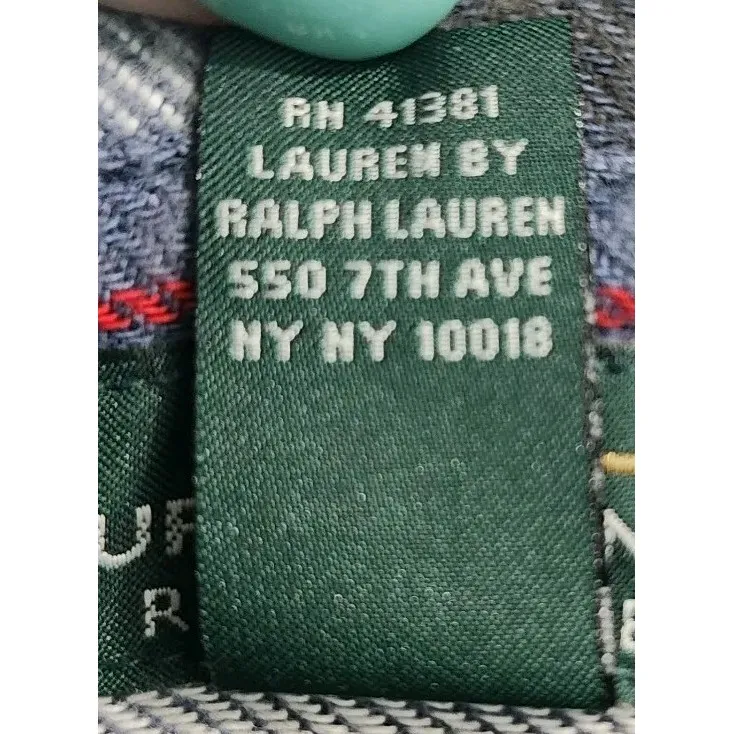 RN 41381
LAUREN BY
RALPH LAUREN
550 7TH AVE
NY NY 10018